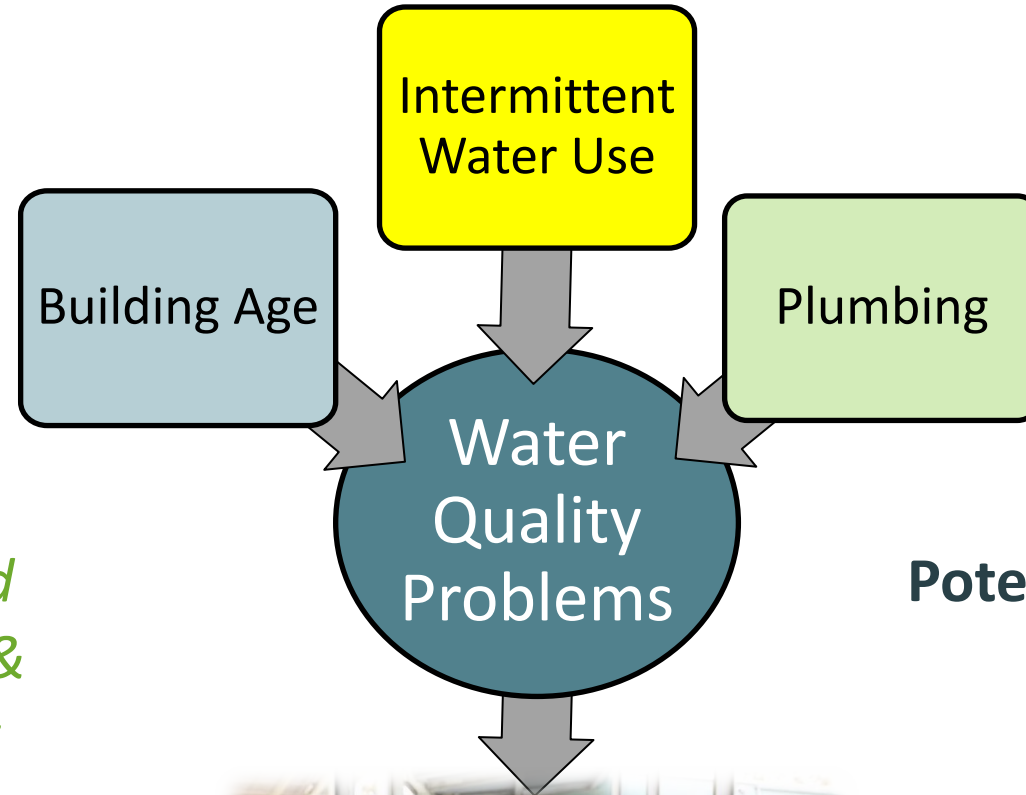 Intermittent
Water Use
Building Age
Plumbing
Water
Quality
Problems
&